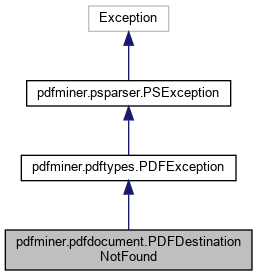 Exception
pdfminer.psparser.PSException
pdfminer.pdftypes.PDFException
pdfminer.pdfdocument.PDFDestination
NotFound